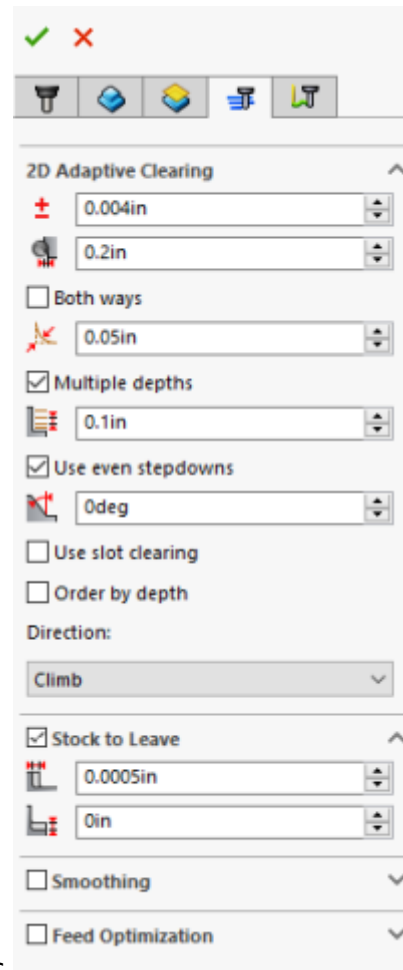 2D Adaptive Clearing
0.004in
0.2in
Both ways
0.05in
Multiple depths
0.1in
Use even stepdowns
0deg
Use slot clearing
Order by depth
Direction:
Climb
Stock to Leave
0.0005in
0in
Smoothing
Feed Optimization